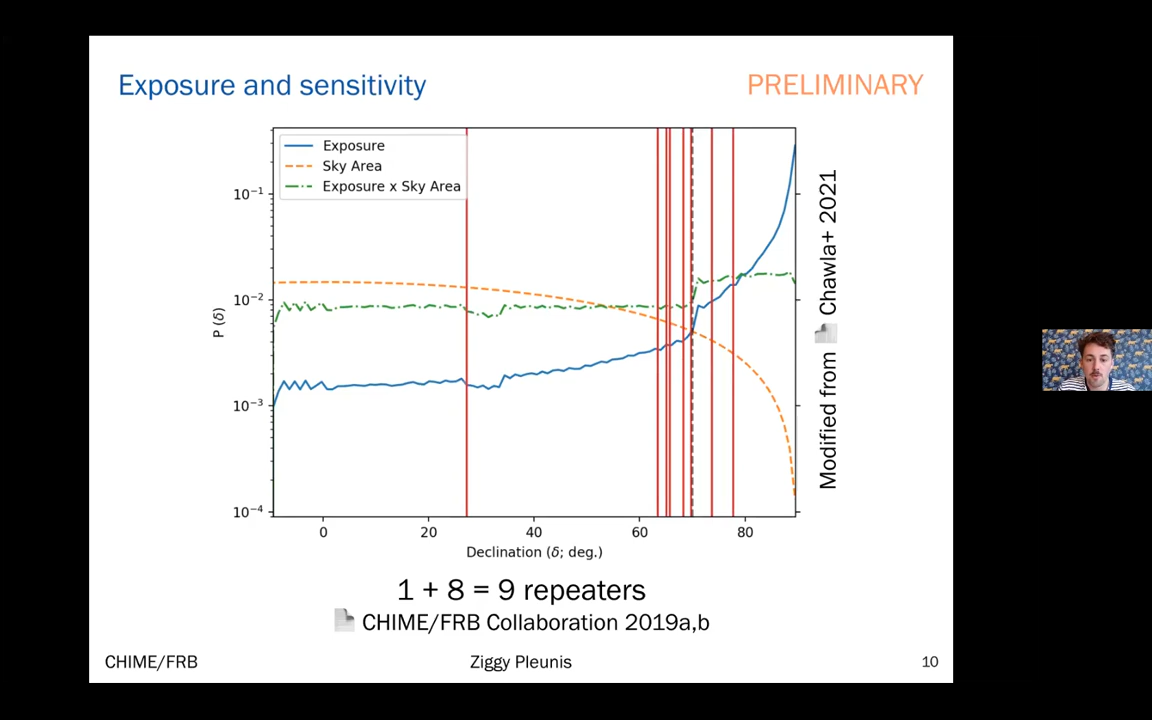 Exposure and sensitivity
PRELIMINARY
Exposure
Sky Area
Exposure x Sky Area
10⁻¹
10⁻²
10⁻³
10⁻⁴
P (δ)
0 20 40 60 80
Declination (δ; deg.)
Modified from Chawla+ 2021
1 + 8 = 9 repeaters
CHIME/FRB Collaboration 2019a,b
CHIME/FRB
Ziggy Pleunis
10